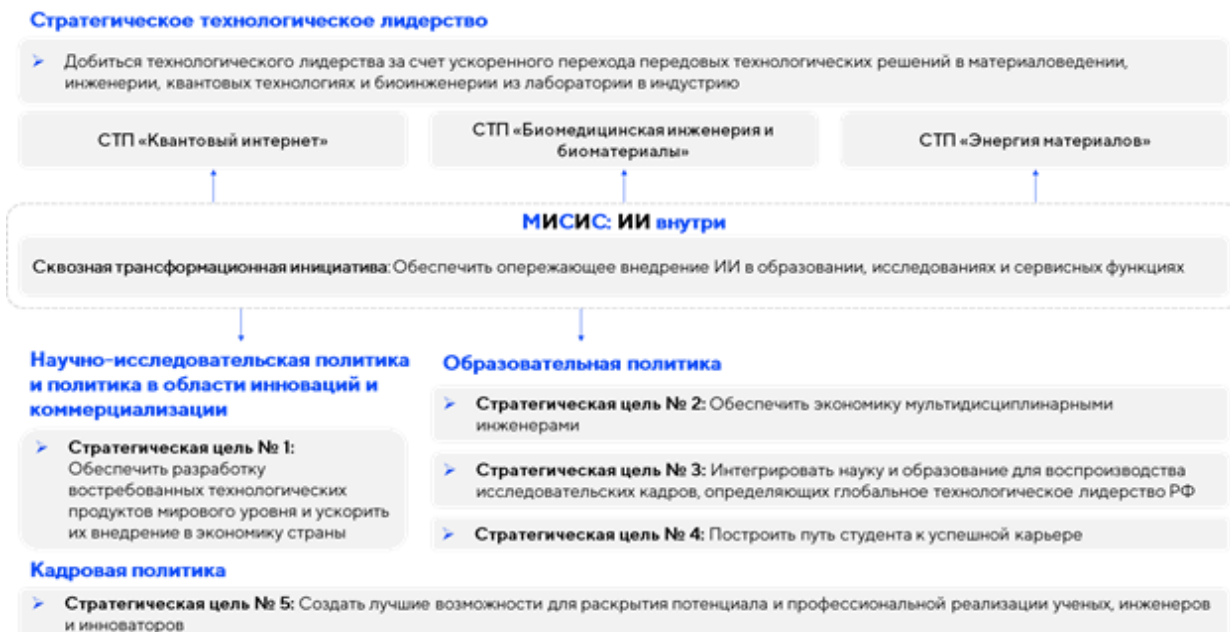 Стратегическое технологическое лидерство
➢ Добиться технологического лидерства за счет ускоренного перехода передовых технологических решений в материаловедении,
инженерии, квантовых технологиях и биоинженерии из лаборатории в индустрию
СТП «Квантовый интернет»
СТП «Биомедицинская инженерия и
биоматериалы»
СТП «Энергия материалов»
МИСИС: ИИ внутри
Сквозная трансформационная инициатива: Обеспечить опережающее внедрение ИИ в образовании, исследованиях и сервисных функциях
Научно-исследовательская политика
и политика в области инноваций и
коммерциализации
➢ Стратегическая цель № 1:
Обеспечить разработку
востребованных технологических
продуктов мирового уровня и ускорить
их внедрение в экономику страны
Образовательная политика
➢ Стратегическая цель № 2: Обеспечить экономику мультидисциплинарными
инженерами
➢ Стратегическая цель № 3: Интегрировать науку и образование для воспроизводства
исследовательских кадров, определяющих глобальное технологическое лидерство РФ
➢ Стратегическая цель № 4: Построить путь студента к успешной карьере
Кадровая политика
➢ Стратегическая цель № 5: Создать лучшие возможности для раскрытия потенциала и профессиональной реализации ученых, инженеров
и инноваторов